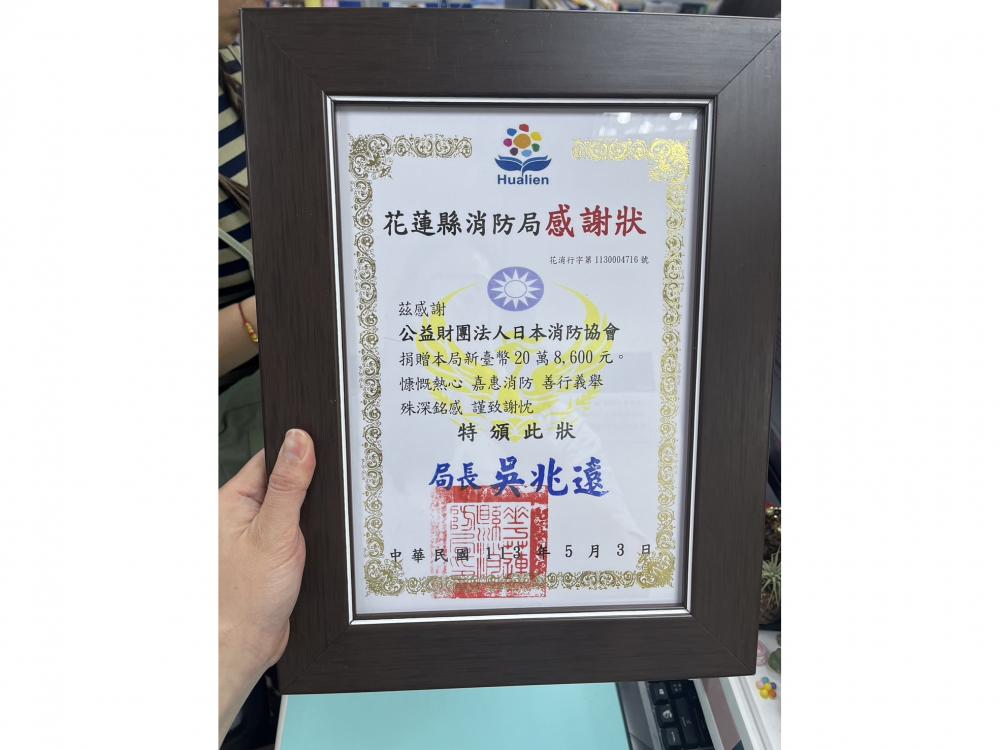 Hualien
花蓮縣消防局感謝狀
花消行字第1130004716號
茲感謝
公益財團法人日本消防協會
捐贈本局新臺幣20萬8,600元。
慷慨熱心 嘉惠消防 善行義舉
殊深銘感 謹致謝忱
特頒此狀
局長 吳兆遠
中華民國113年5月3日